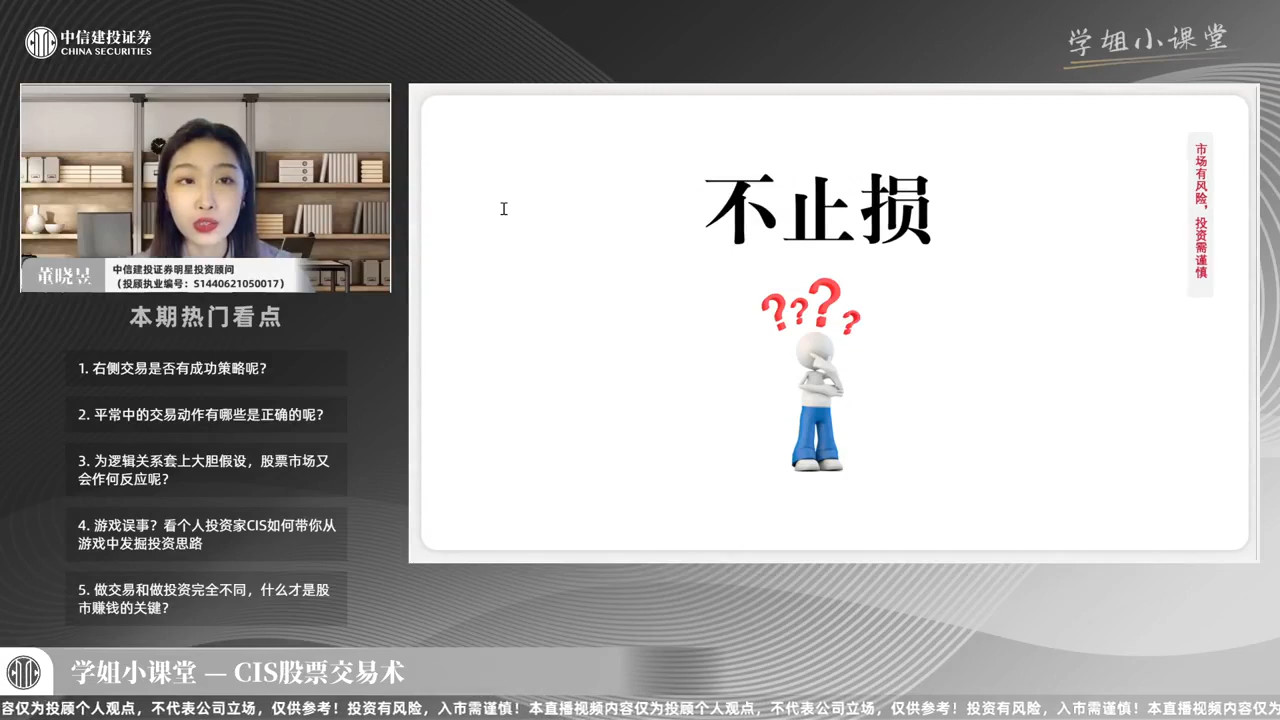 中信建投证券
CHINA SECURITIES
学姐小课堂
董晓昱
中信建投证券明星投资顾问
（投顾执业编号：S1440621050017）
本期热门看点
1. 右侧交易是否有成功策略呢？
2. 平常中的交易动作有哪些是正确的呢？
3. 为逻辑关系套上大胆假设，股票市场又
会作何反应呢？
4. 游戏误事？看个人投资家CIS如何带你从
游戏中发掘投资思路
5. 做交易和做投资完全不同，什么才是股
市赚钱的关键？
不止损
????
市场有风险，投资需谨慎
学姐小课堂 — CIS股票交易术
容仅为投顾个人观点，不代表公司立场，仅供参考！投资有风险，入市需谨慎！本直播视频内容仅为投顾个人观点，不代表公司立场，仅供参考！投资有风险，入市需谨慎！本直播视频内容仅为